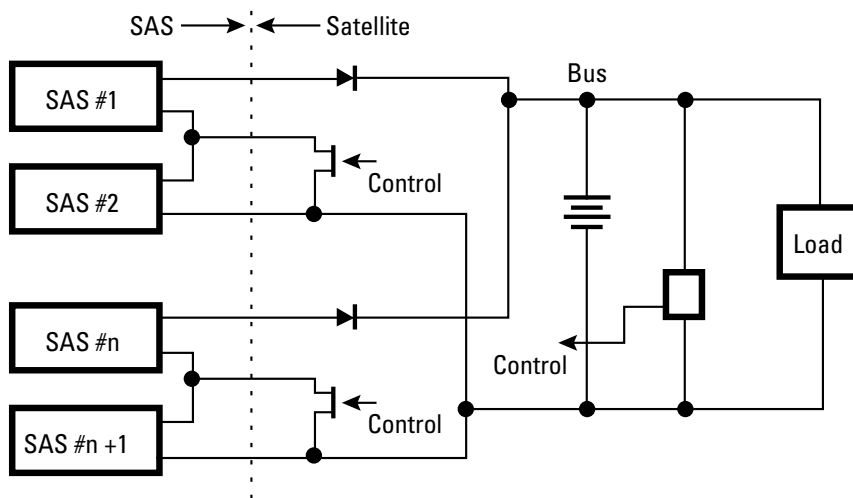 SAS Satellite
SAS #1
Bus
SAS #2
Control
Load
SAS #n
Control
SAS #n +1
Control